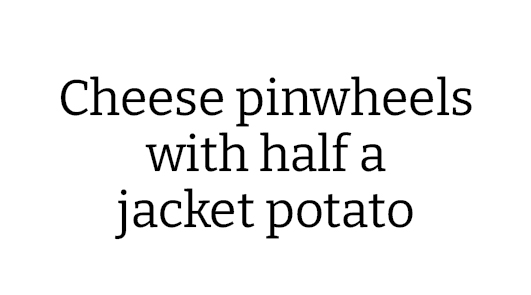 Cheese pinwheels
with half a
jacket potato